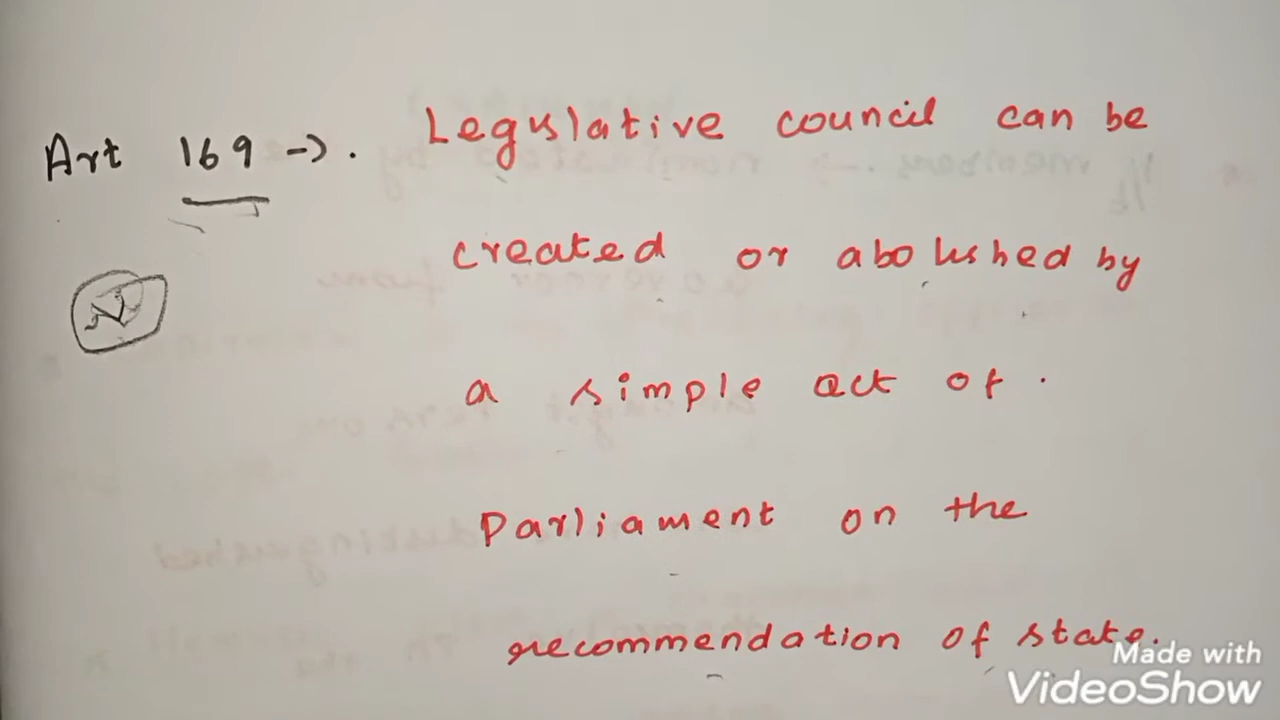 Art 169 -> . Legislative council can be
created or abolished by
a simple act of .
Parliament on the
recommendation of state.
Made with
VideoShow